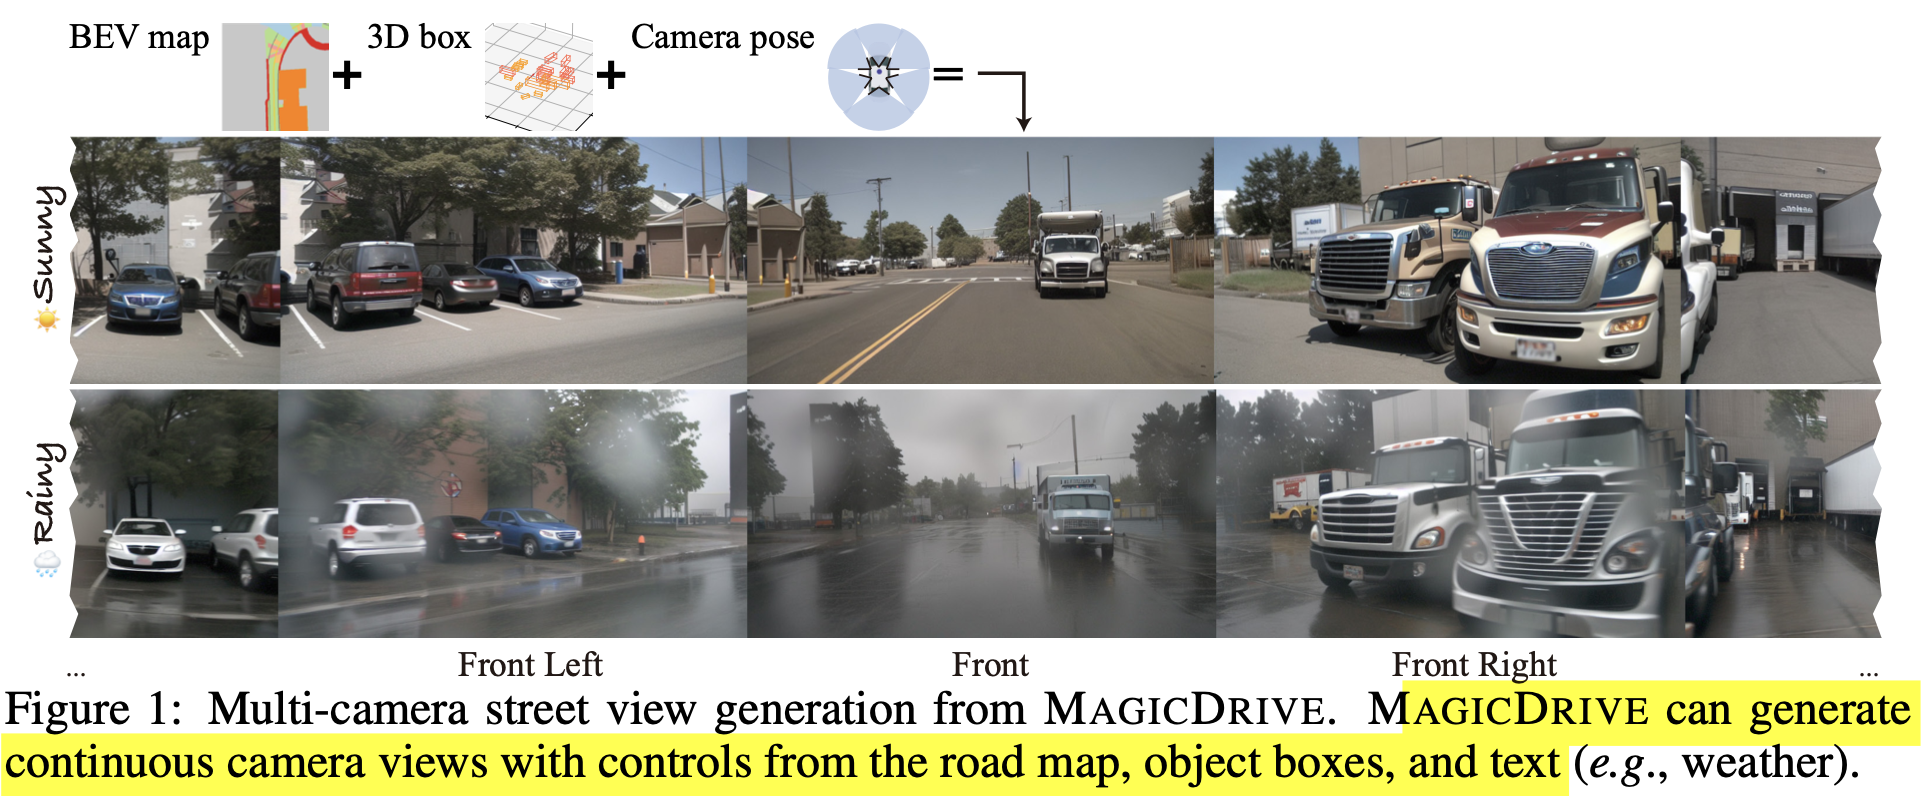 BEV map + 3D box + Camera pose =
Sunny
Rainy
... Front Left Front Front Right ...
Figure 1: Multi-camera street view generation from MAGICDRIVE. MAGICDRIVE can generate
continuous camera views with controls from the road map, object boxes, and text (e.g., weather).